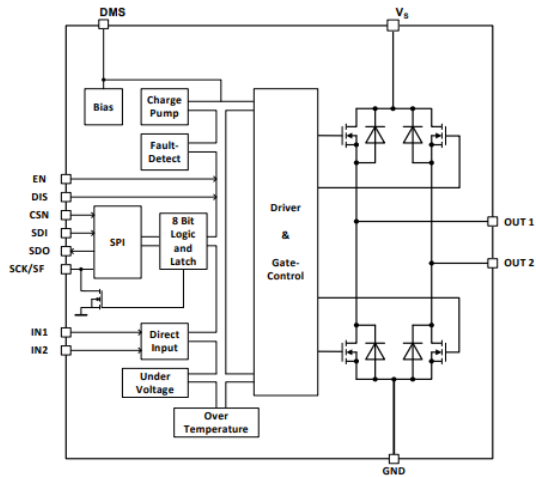 DMS
VS
Bias
Charge
Pump
Fault-
Detect
EN
DIS
CSN
SDI
SDO
SCK/SF
SPI
8 Bit
Logic
and
Latch
Driver
&
Gate-
Control
OUT 1
OUT 2
IN1
IN2
Direct
Input
Under
Voltage
Over
Temperature
GND